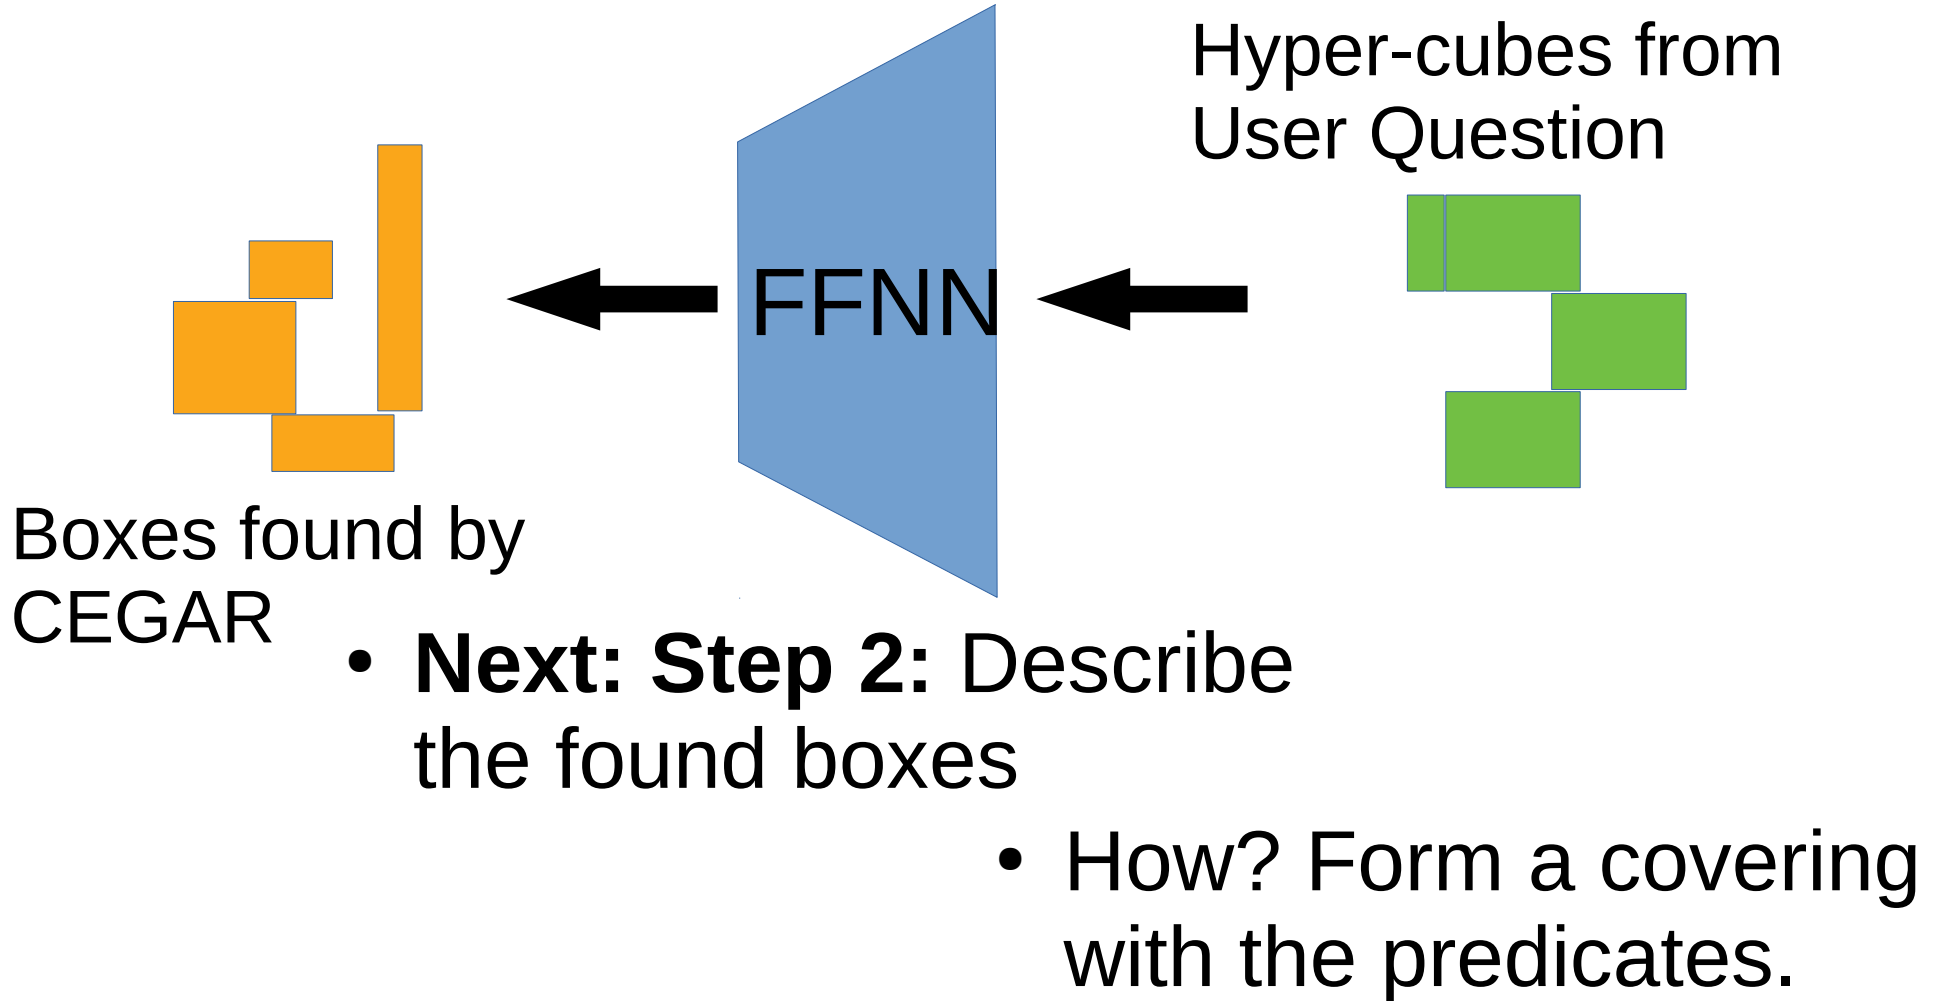 Hyper-cubes from
User Question
FFNN
Boxes found by
CEGAR
• Next: Step 2: Describe
the found boxes
• How? Form a covering
with the predicates.